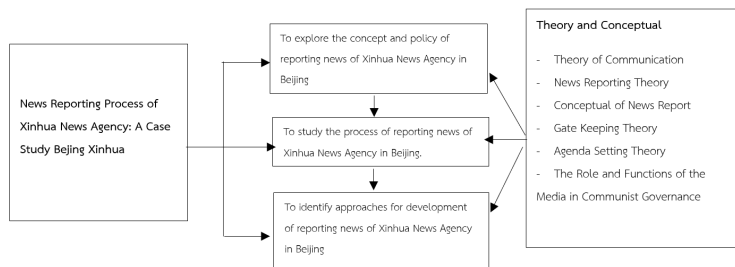 News Reporting Process of
Xinhua News Agency: A Case
Study Bejing Xinhua
To explore the concept and policy of
reporting news of Xinhua News Agency in
Beijing
To study the process of reporting news of
Xinhua News Agency in Beijing.
To identify approaches for development
of reporting news of Xinhua News Agency
in Beijing
Theory and Conceptual
- Theory of Communication
- News Reporting Theory
- Conceptual of News Report
- Gate Keeping Theory
- Agenda Setting Theory
- The Role and Functions of the
Media in Communist Governance